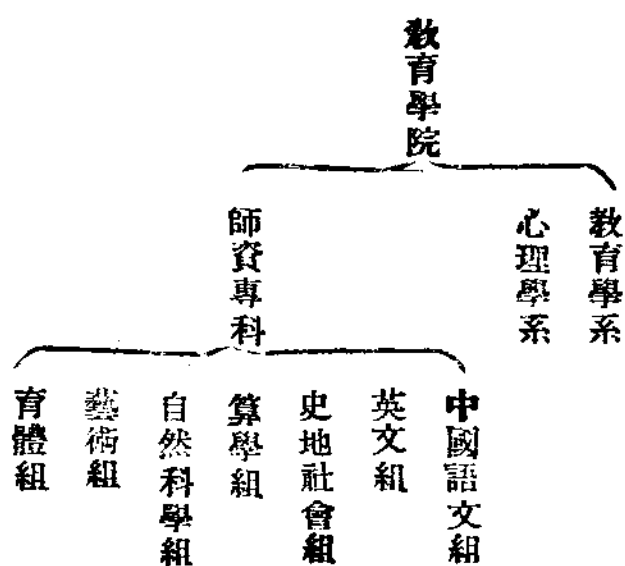 教育學院
教育學系
心理學系
師資專科
中國語文組
英文組
史地社會組
算學組
自然科學組
藝術組
育體組